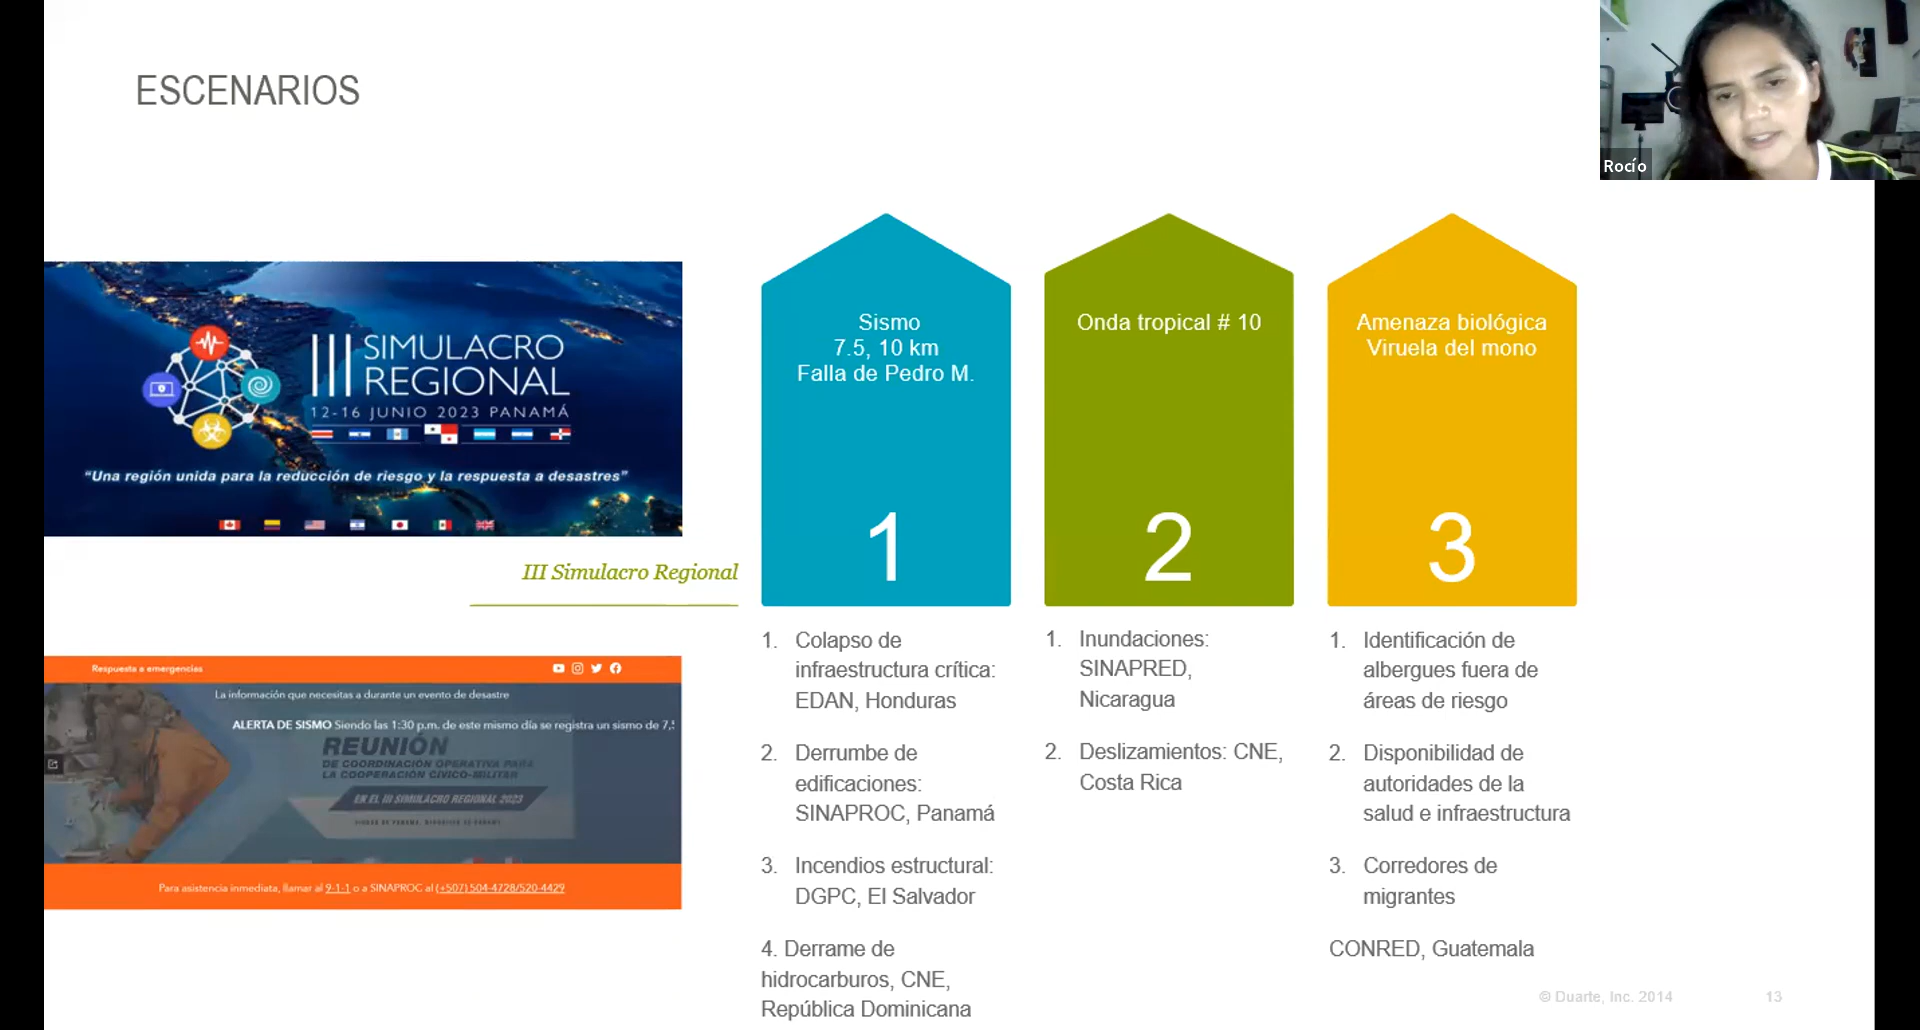 ESCENARIOS
Rocío
III SIMULACRO
REGIONAL
12-16 JUNIO 2023 PANAMÁ
“Una región unida para la reducción de riesgo y la respuesta a desastres”
III Simulacro Regional
Respuesta a emergencias
La información que necesitas a durante un evento de desastre
ALERTA DE SISMO Siendo las 1:30 p.m. de este mismo día se registra un sismo de 7,5
REUNIÓN
DE COORDINACIÓN OPERATIVA PARA
LA COOPERACIÓN CÍVICO-MILITAR
EN EL III SIMULACRO REGIONAL 2023
Para asistencia inmediata, llamar al 9-1-1 o a SINAPROC al (+507) 504-4728/520-4429
Sismo
7.5, 10 km
Falla de Pedro M.
1
1. Colapso de
infraestructura crítica:
EDAN, Honduras
2. Derrumbe de
edificaciones:
SINAPROC, Panamá
3. Incendios estructural:
DGPC, El Salvador
4. Derrame de
hidrocarburos, CNE,
República Dominicana
Onda tropical # 10
2
1. Inundaciones:
SINAPRED,
Nicaragua
2. Deslizamientos: CNE,
Costa Rica
Amenaza biológica
Viruela del mono
3
1. Identificación de
albergues fuera de
áreas de riesgo
2. Disponibilidad de
autoridades de la
salud e infraestructura
3. Corredores de
migrantes
CONRED, Guatemala
© Duarte, Inc. 2014
13